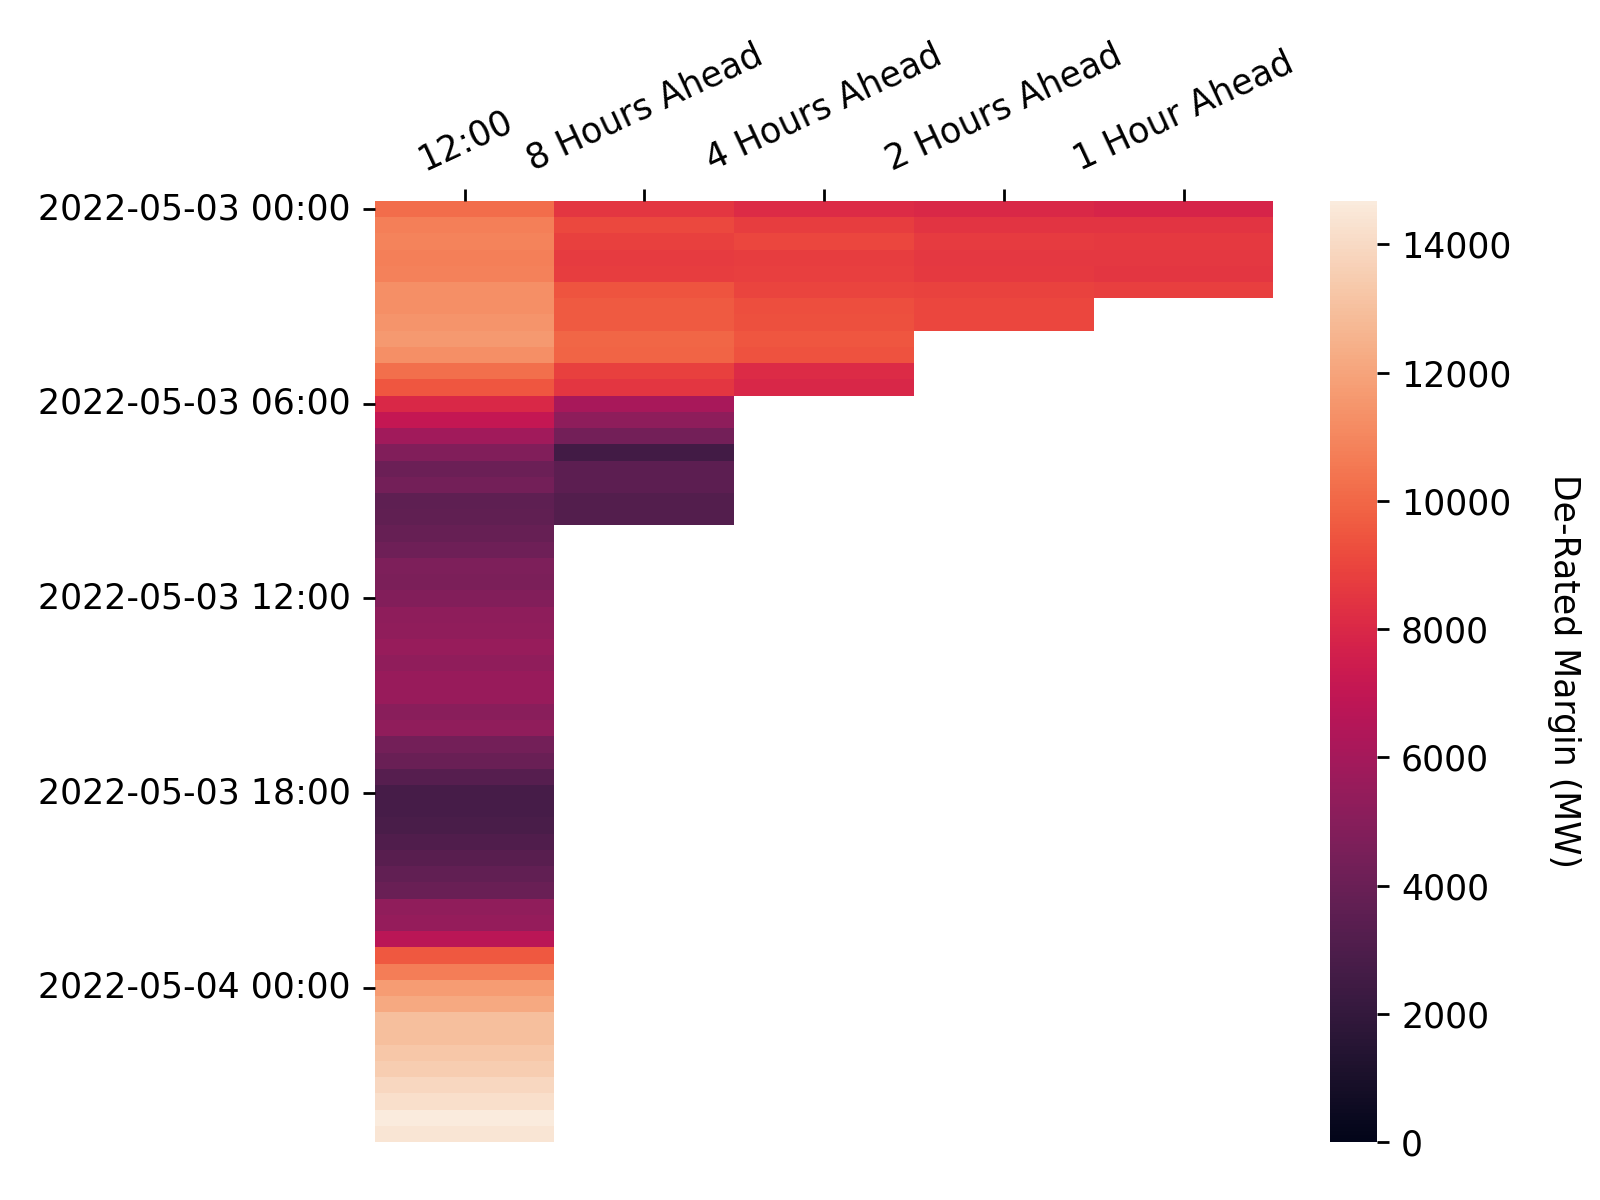 12:00
8 Hours Ahead
4 Hours Ahead
2 Hours Ahead
1 Hour Ahead
2022-05-03 00:00
2022-05-03 06:00
2022-05-03 12:00
2022-05-03 18:00
2022-05-04 00:00
14000
12000
10000
8000
6000
4000
2000
0
De-Rated Margin (MW)